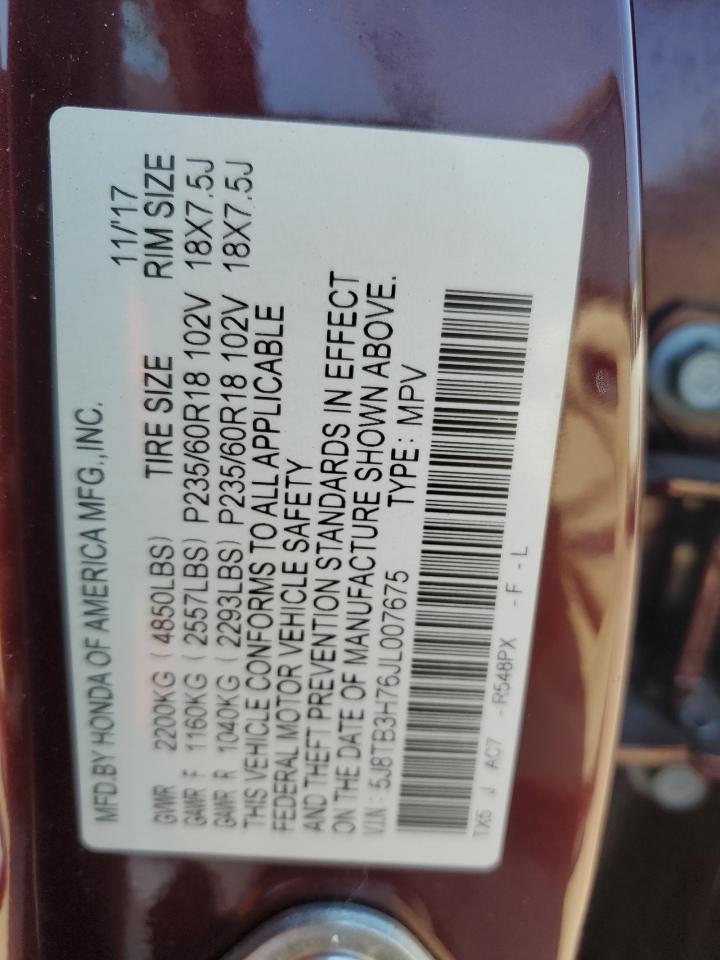 MFD.BY HONDA OF AMERICA MFG.,INC. 11/'17
GVWR 2200KG (4850LBS) TIRE SIZE RIM SIZE
GAWR F 1160KG (2557LBS) P235/60R18 102V 18X7.5J
GAWR R 1040KG (2293LBS) P235/60R18 102V 18X7.5J
THIS VEHICLE CONFORMS TO ALL APPLICABLE
FEDERAL MOTOR VEHICLE SAFETY
AND THEFT PREVENTION STANDARDS IN EFFECT
ON THE DATE OF MANUFACTURE SHOWN ABOVE.
VIN: 5J8TB3H76JL007675 TYPE: MPV
TX5 J AC7 - R548PX - F - L